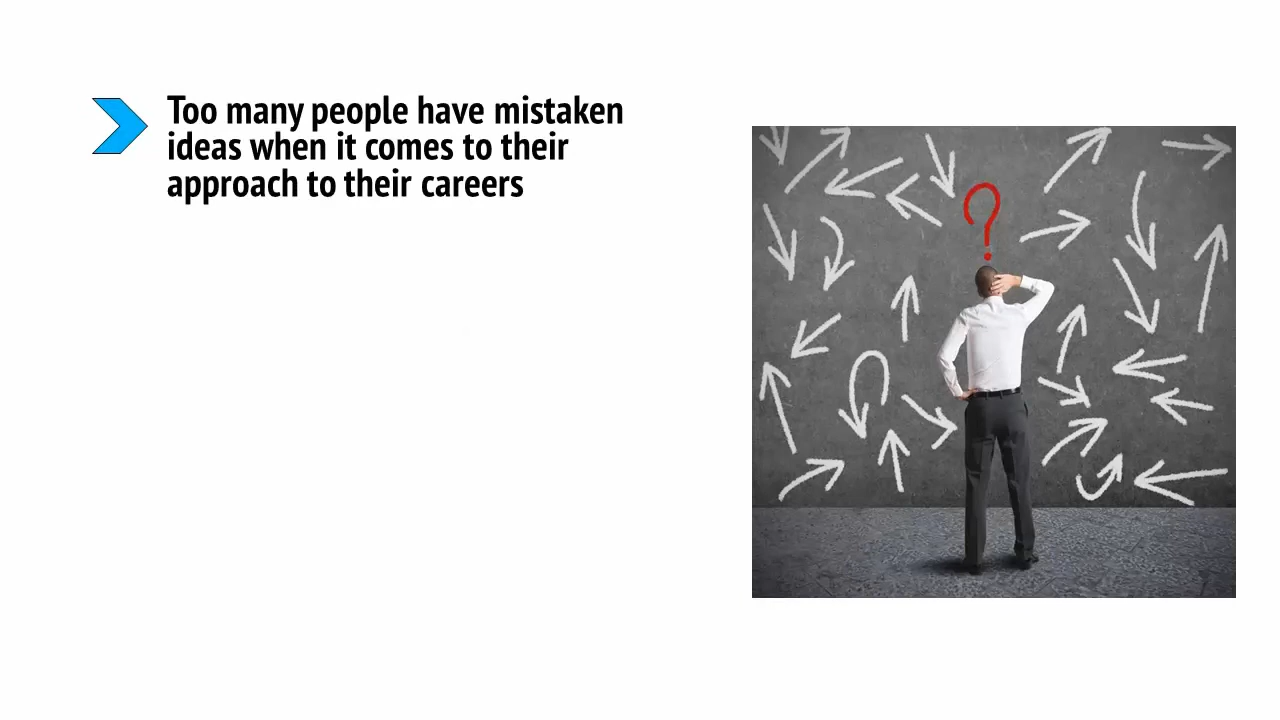 Too many people have mistaken
ideas when it comes to their
approach to their careers
?